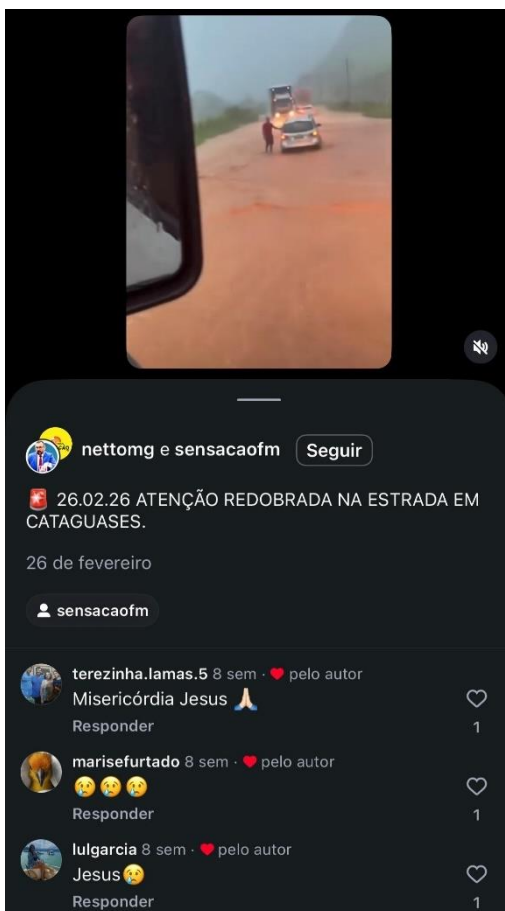 nettomg e sensacaofm Seguir
🚨 26.02.26 ATENÇÃO REDOBRADA NA ESTRADA EM
CATAGUASES.
26 de fevereiro
sensacaofm
terezinha.lamas.5 8 sem · ❤️ pelo autor
Misericórdia Jesus 🙏🏻
Responder
1
marisefurtado 8 sem · ❤️ pelo autor
😢😢😢
Responder
1
lulgarcia 8 sem · ❤️ pelo autor
Jesus😢
Responder
1